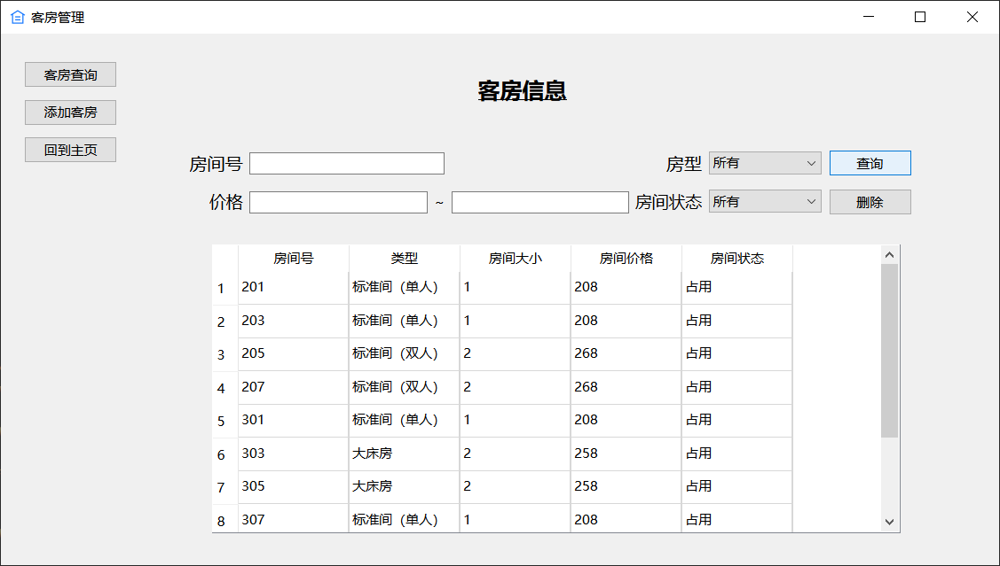 客房管理
客房查询
添加客房
回到主页
客房信息
房间号 房型 所有 查询
价格 ~ 房间状态 所有 删除
房间号 类型 房间大小 房间价格 房间状态
1 201 标准间（单人） 1 208 占用
2 203 标准间（单人） 1 208 占用
3 205 标准间（双人） 2 268 占用
4 207 标准间（双人） 2 268 占用
5 301 标准间（单人） 1 208 占用
6 303 大床房 2 258 占用
7 305 大床房 2 258 占用
8 307 标准间（单人） 1 208 占用